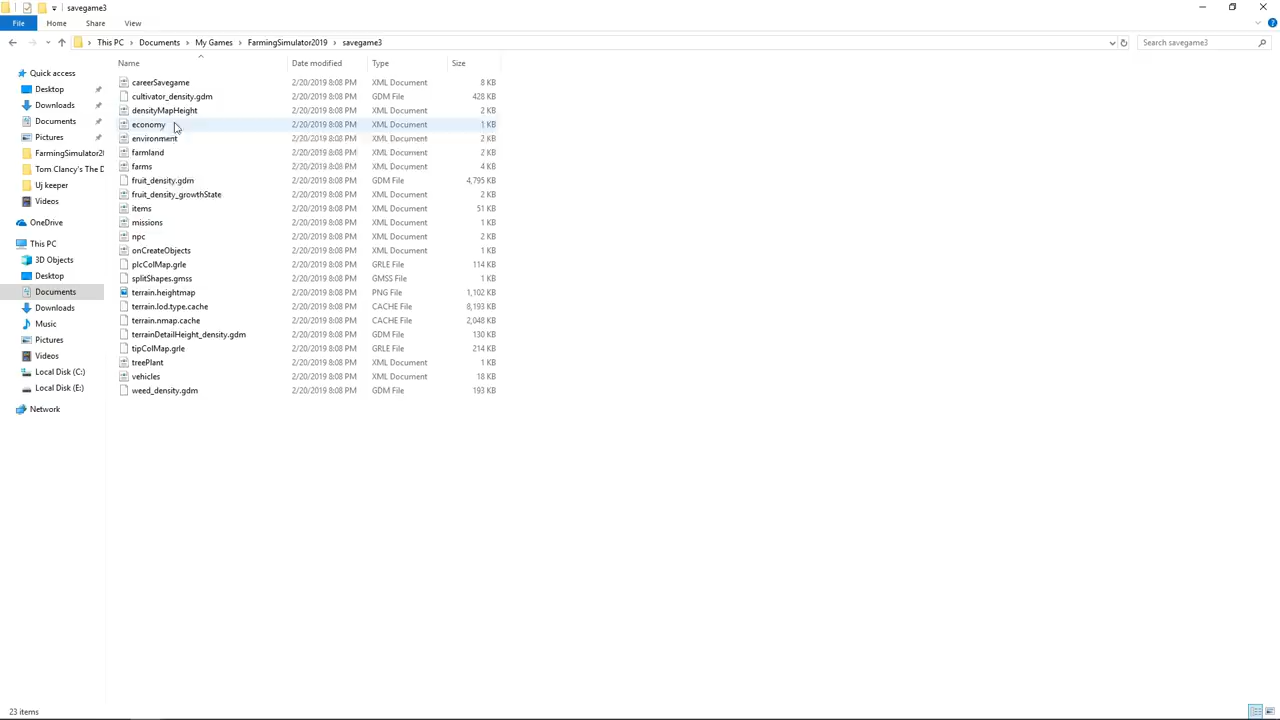 savegame3
File Home Share View
This PC Documents My Games FarmingSimulator2019 savegame3
Search savegame3
Name Date modified Type Size
Quick access
Desktop
Downloads
Documents
Pictures
FarmingSimulator20
Tom Clancy's The D
Uj keeper
Videos
OneDrive
This PC
3D Objects
Desktop
Documents
Downloads
Music
Pictures
Videos
Local Disk (C:)
Local Disk (E:)
Network
careerSavegame 2/20/2019 8:08 PM XML Document 8 KB
cultivator_density.gdm 2/20/2019 8:08 PM GDM File 428 KB
densityMapHeight 2/20/2019 8:08 PM XML Document 2 KB
economy 2/20/2019 8:08 PM XML Document 1 KB
environment 2/20/2019 8:08 PM XML Document 2 KB
farmland 2/20/2019 8:08 PM XML Document 2 KB
farms 2/20/2019 8:08 PM XML Document 4 KB
fruit_density.gdm 2/20/2019 8:08 PM GDM File 4,795 KB
fruit_density_growthState 2/20/2019 8:08 PM XML Document 2 KB
items 2/20/2019 8:08 PM XML Document 51 KB
missions 2/20/2019 8:08 PM XML Document 1 KB
npc 2/20/2019 8:08 PM XML Document 2 KB
onCreateObjects 2/20/2019 8:08 PM XML Document 1 KB
plcColMap.grle 2/20/2019 8:08 PM GRLE File 114 KB
splitShapes.gmss 2/20/2019 8:08 PM GMSS File 1 KB
terrain.heightmap 2/20/2019 8:08 PM PNG File 1,102 KB
terrain.lod.type.cache 2/20/2019 8:08 PM CACHE File 8,193 KB
terrain.nmap.cache 2/20/2019 8:08 PM CACHE File 2,048 KB
terrainDetailHeight_density.gdm 2/20/2019 8:08 PM GDM File 130 KB
tipColMap.grle 2/20/2019 8:08 PM GRLE File 214 KB
treePlant 2/20/2019 8:08 PM XML Document 1 KB
vehicles 2/20/2019 8:08 PM XML Document 18 KB
weed_density.gdm 2/20/2019 8:08 PM GDM File 193 KB
23 items